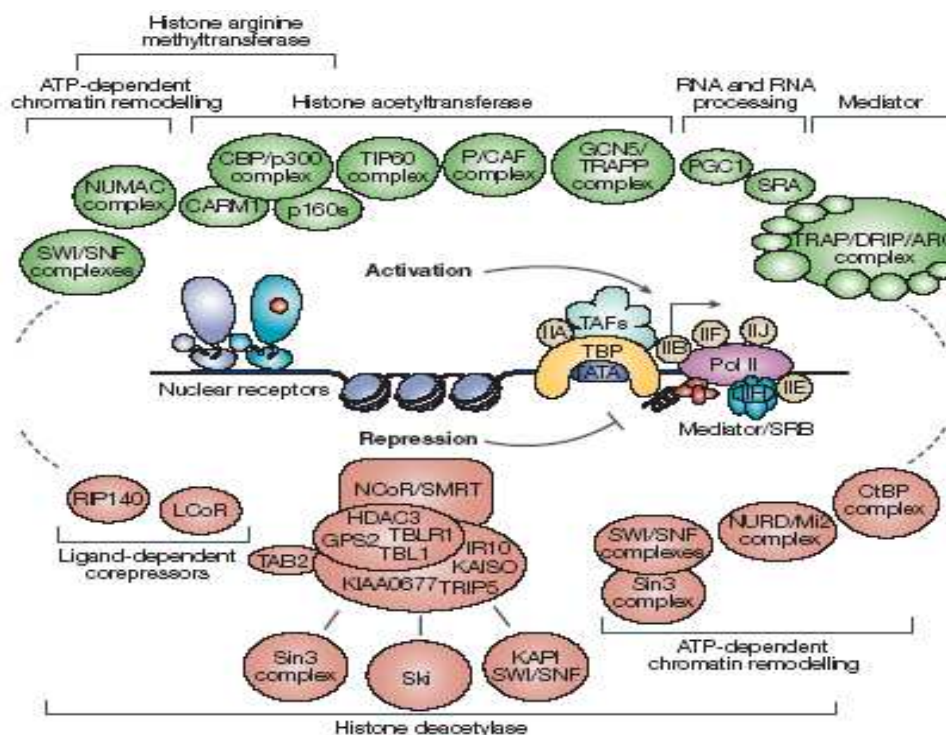 Histone arginine
methyltransferase
ATP-dependent
chromatin remodelling
Histone acetyltransferase
RNA and RNA
processing
Mediator
CBP/p300
complex
TIP60
complex
P/CAF
complex
GCN5/
TRAPP
complex
PGC1
SRA
NUMAC
complex
CARM1
p160s
SWI/SNF
complexes
TRAP/DRIP/ARC
complex
Activation
IIA
TAFs
IIB
IIF
IIJ
TBP
Pol II
TATA
IIH
IIE
Nuclear receptors
Mediator/SRB
Repression
RIP140
LCoR
Ligand-dependent
corepressors
NCoR/SMRT
HDAC3
GPS2
TBLR1
TBL1
TAB2
IR10
KAISO
KIAA0677
TRIP5
CtBP
complex
NURD/Mi2
complex
SWI/SNF
complexes
Sin3
complex
ATP-dependent
chromatin remodelling
Sin3
complex
Ski
KAPI
SWI/SNF
Histone deacetylase